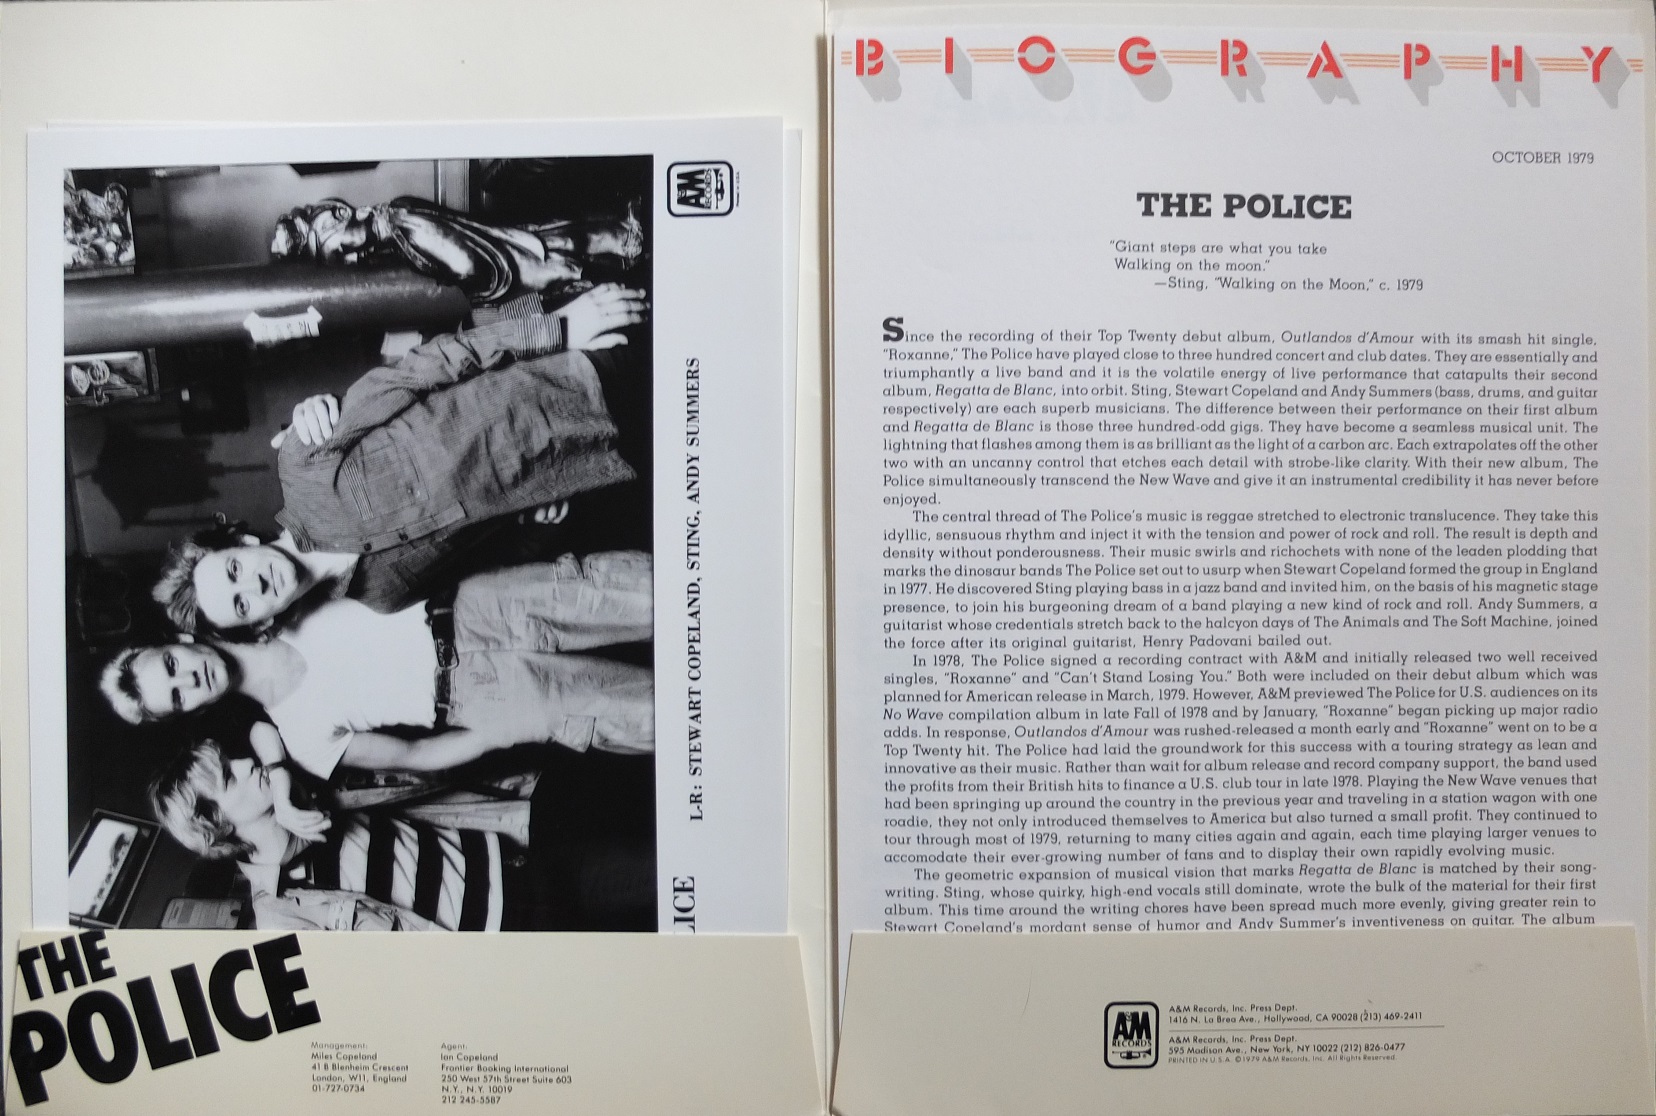 A&M
RECORDS
L-R: STEWART COPELAND, STING, ANDY SUMMERS
LICE
THE
POLICE
Management:
Miles Copeland
41 B Blenheim Crescent
London, W11, England
01-727-0734
Agent:
Ian Copeland
Frontier Booking International
250 West 57th Street Suite 603
N.Y., N.Y. 10019
212 245-5587
BIOGRAPHY
OCTOBER 1979
THE POLICE
"Giant steps are what you take
Walking on the moon."
—Sting, "Walking on the Moon," c. 1979
Since the recording of their Top Twenty debut album, Outlandos d'Amour with its smash hit single,
"Roxanne," The Police have played close to three hundred concert and club dates. They are essentially and
triumphantly a live band and it is the volatile energy of live performance that catapults their second
album, Regatta de Blanc, into orbit. Sting, Stewart Copeland and Andy Summers (bass, drums, and guitar
respectively) are each superb musicians. The difference between their performance on their first album
and Regatta de Blanc is those three hundred-odd gigs. They have become a seamless musical unit. The
lightning that flashes among them is as brilliant as the light of a carbon arc. Each extrapolates off the other
two with an uncanny control that etches each detail with strobe-like clarity. With their new album, The
Police simultaneously transcend the New Wave and give it an instrumental credibility it has never before
enjoyed.
The central thread of The Police's music is reggae stretched to electronic translucence. They take this
idyllic, sensuous rhythm and inject it with the tension and power of rock and roll. The result is depth and
density without ponderousness. Their music swirls and richochets with none of the leaden plodding that
marks the dinosaur bands The Police set out to usurp when Stewart Copeland formed the group in England
in 1977. He discovered Sting playing bass in a jazz band and invited him, on the basis of his magnetic stage
presence, to join his burgeoning dream of a band playing a new kind of rock and roll. Andy Summers, a
guitarist whose credentials stretch back to the halcyon days of The Animals and The Soft Machine, joined
the force after its original guitarist, Henry Padovani bailed out.
In 1978, The Police signed a recording contract with A&M and initially released two well received
singles, "Roxanne" and "Can't Stand Losing You." Both were included on their debut album which was
planned for American release in March, 1979. However, A&M previewed The Police for U.S. audiences on its
No Wave compilation album in late Fall of 1978 and by January, "Roxanne" began picking up major radio
adds. In response, Outlandos d'Amour was rushed-released a month early and "Roxanne" went on to be a
Top Twenty hit. The Police had laid the groundwork for this success with a touring strategy as lean and
innovative as their music. Rather than wait for album release and record company support, the band used
the profits from their British hits to finance a U.S. club tour in late 1978. Playing the New Wave venues that
had been springing up around the country in the previous year and traveling in a station wagon with one
roadie, they not only introduced themselves to America but also turned a small profit. They continued to
tour through most of 1979, returning to many cities again and again, each time playing larger venues to
accomodate their ever-growing number of fans and to display their own rapidly evolving music.
The geometric expansion of musical vision that marks Regatta de Blanc is matched by their song-
writing. Sting, whose quirky, high-end vocals still dominate, wrote the bulk of the material for their first
album. This time around the writing chores have been spread much more evenly, giving greater rein to
Stewart Copeland's mordant sense of humor and Andy Summer's inventiveness on guitar. The album
A&M
RECORDS
A&M Records, Inc. Press Dept.
1416 N. La Brea Ave., Hollywood, CA 90028 (213) 469-2411
A&M Records, Inc. Press Dept.
595 Madison Ave., New York, NY 10022 (212) 826-0477
PRINTED IN U.S.A. ©1979 A&M Records, Inc. All Rights Reserved.